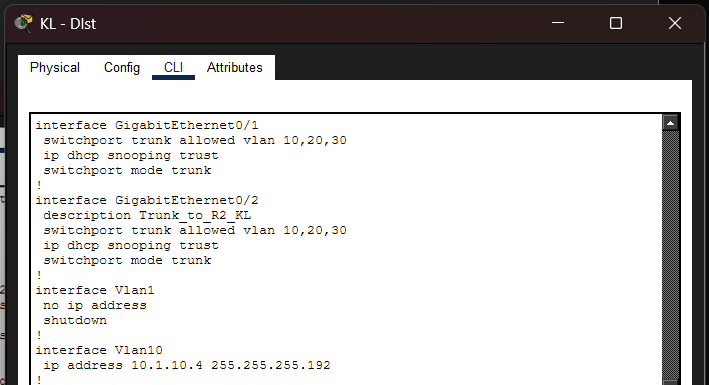 KL - DIst
Physical Config CLI Attributes
interface GigabitEthernet0/1
switchport trunk allowed vlan 10,20,30
ip dhcp snooping trust
switchport mode trunk
!
interface GigabitEthernet0/2
description Trunk_to_R2_KL
switchport trunk allowed vlan 10,20,30
ip dhcp snooping trust
switchport mode trunk
!
interface Vlan1
no ip address
shutdown
!
interface Vlan10
ip address 10.1.10.4 255.255.255.192